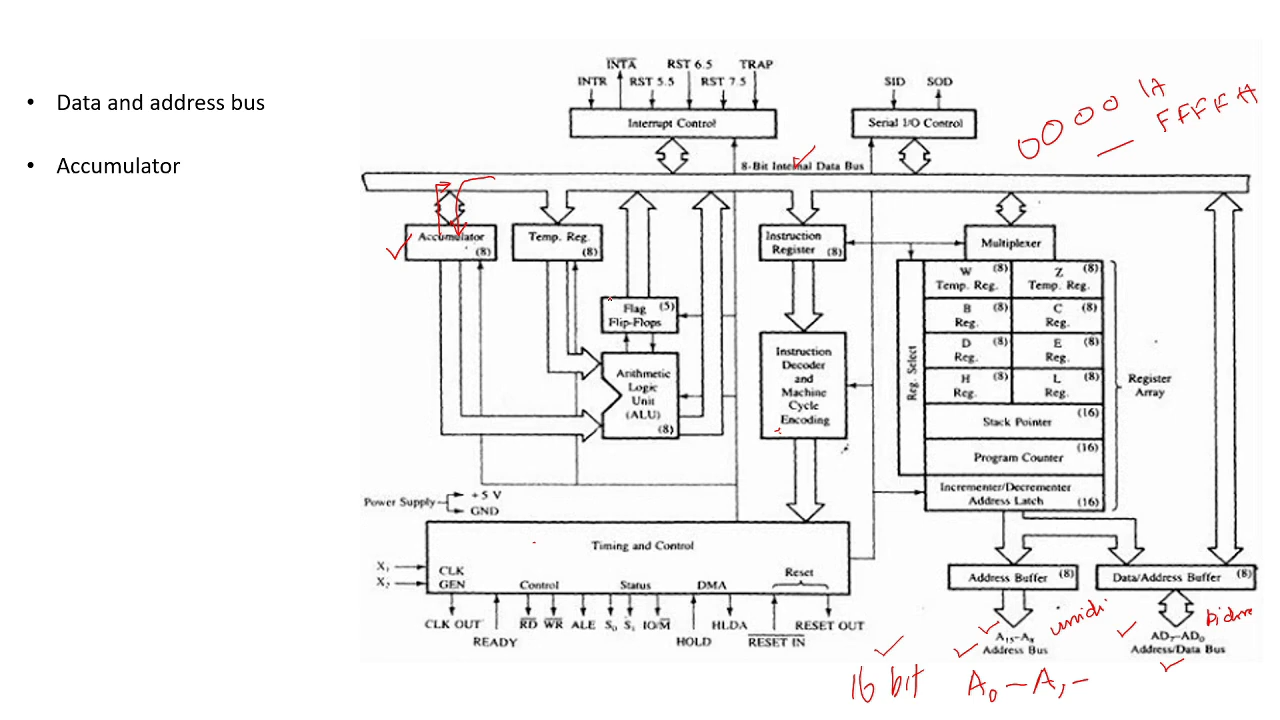 • Data and address bus
• Accumulator
INTA
RST 6.5
TRAP
INTR
RST 5.5
RST 7.5
SID
SOD
Interrupt Control
Serial I/O Control
0000 H
— FFFF H
8-Bit Internal Data Bus
Accumulator
(8)
Temp. Reg.
(8)
Instruction
Register (8)
Multiplexer
Flag (5)
Flip-Flops
Arithmetic
Logic
Unit
(ALU)
(8)
Instruction
Decoder
and
Machine
Cycle
Encoding
Reg. Select
W (8)
Temp. Reg.
Z (8)
Temp. Reg.
B (8)
Reg.
C (8)
Reg.
D (8)
Reg.
E (8)
Reg.
H (8)
Reg.
L (8)
Reg.
Stack Pointer (16)
Program Counter (16)
Incrementer/Decrementer
Address Latch (16)
Register
Array
Power Supply
+5 V
GND
Timing and Control
X₁
X₂
CLK
GEN
Control
Status
DMA
Reset
CLK OUT
READY
RD
WR
ALE
S₀
S₁
IO/M
HOLD
HLDA
RESET IN
RESET OUT
Address Buffer (8)
Data/Address Buffer (8)
A₁₅–A₈
Address Bus
AD₇–AD₀
Address/Data Bus
16 bit